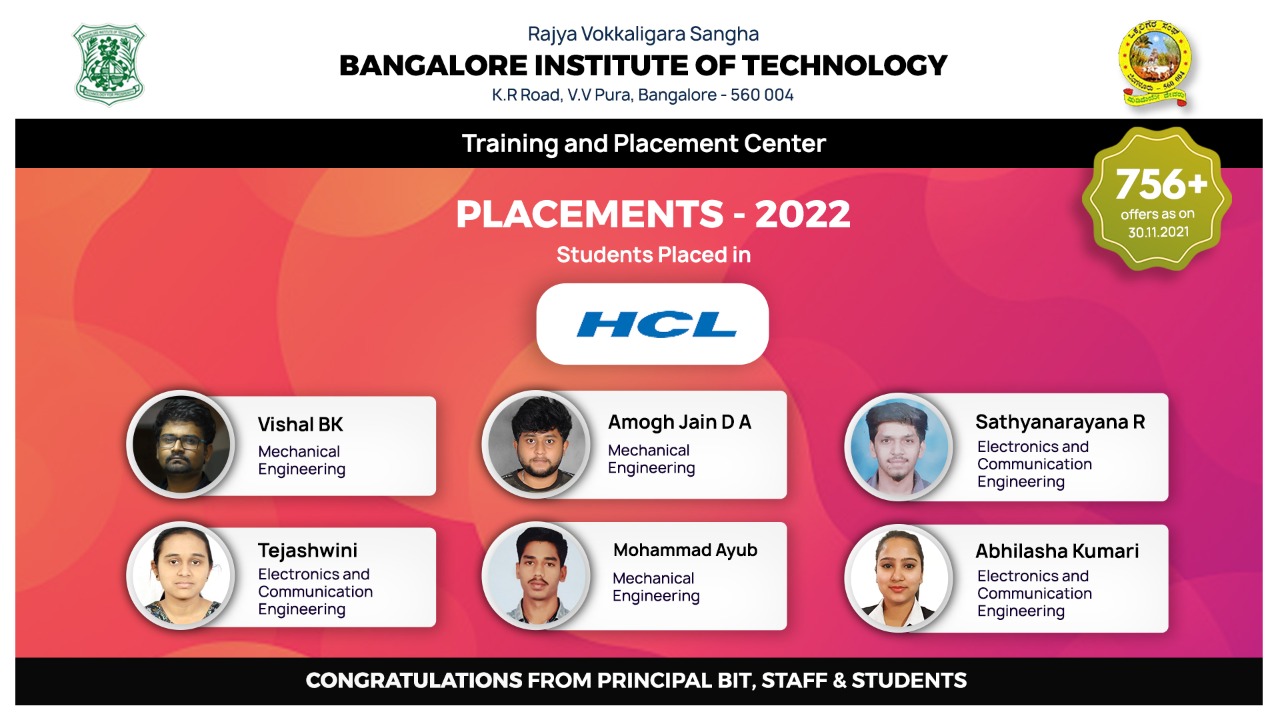 Rajya Vokkaligara Sangha
BANGALORE INSTITUTE OF TECHNOLOGY
K.R Road, V.V Pura, Bangalore - 560 004
Training and Placement Center
756+
offers as on
30.11.2021
PLACEMENTS - 2022
Students Placed in
HCL
Vishal BK
Mechanical
Engineering
Amogh Jain D A
Mechanical
Engineering
Sathyanarayana R
Electronics and
Communication
Engineering
Tejashwini
Electronics and
Communication
Engineering
Mohammad Ayub
Mechanical
Engineering
Abhilasha Kumari
Electronics and
Communication
Engineering
CONGRATULATIONS FROM PRINCIPAL BIT, STAFF & STUDENTS